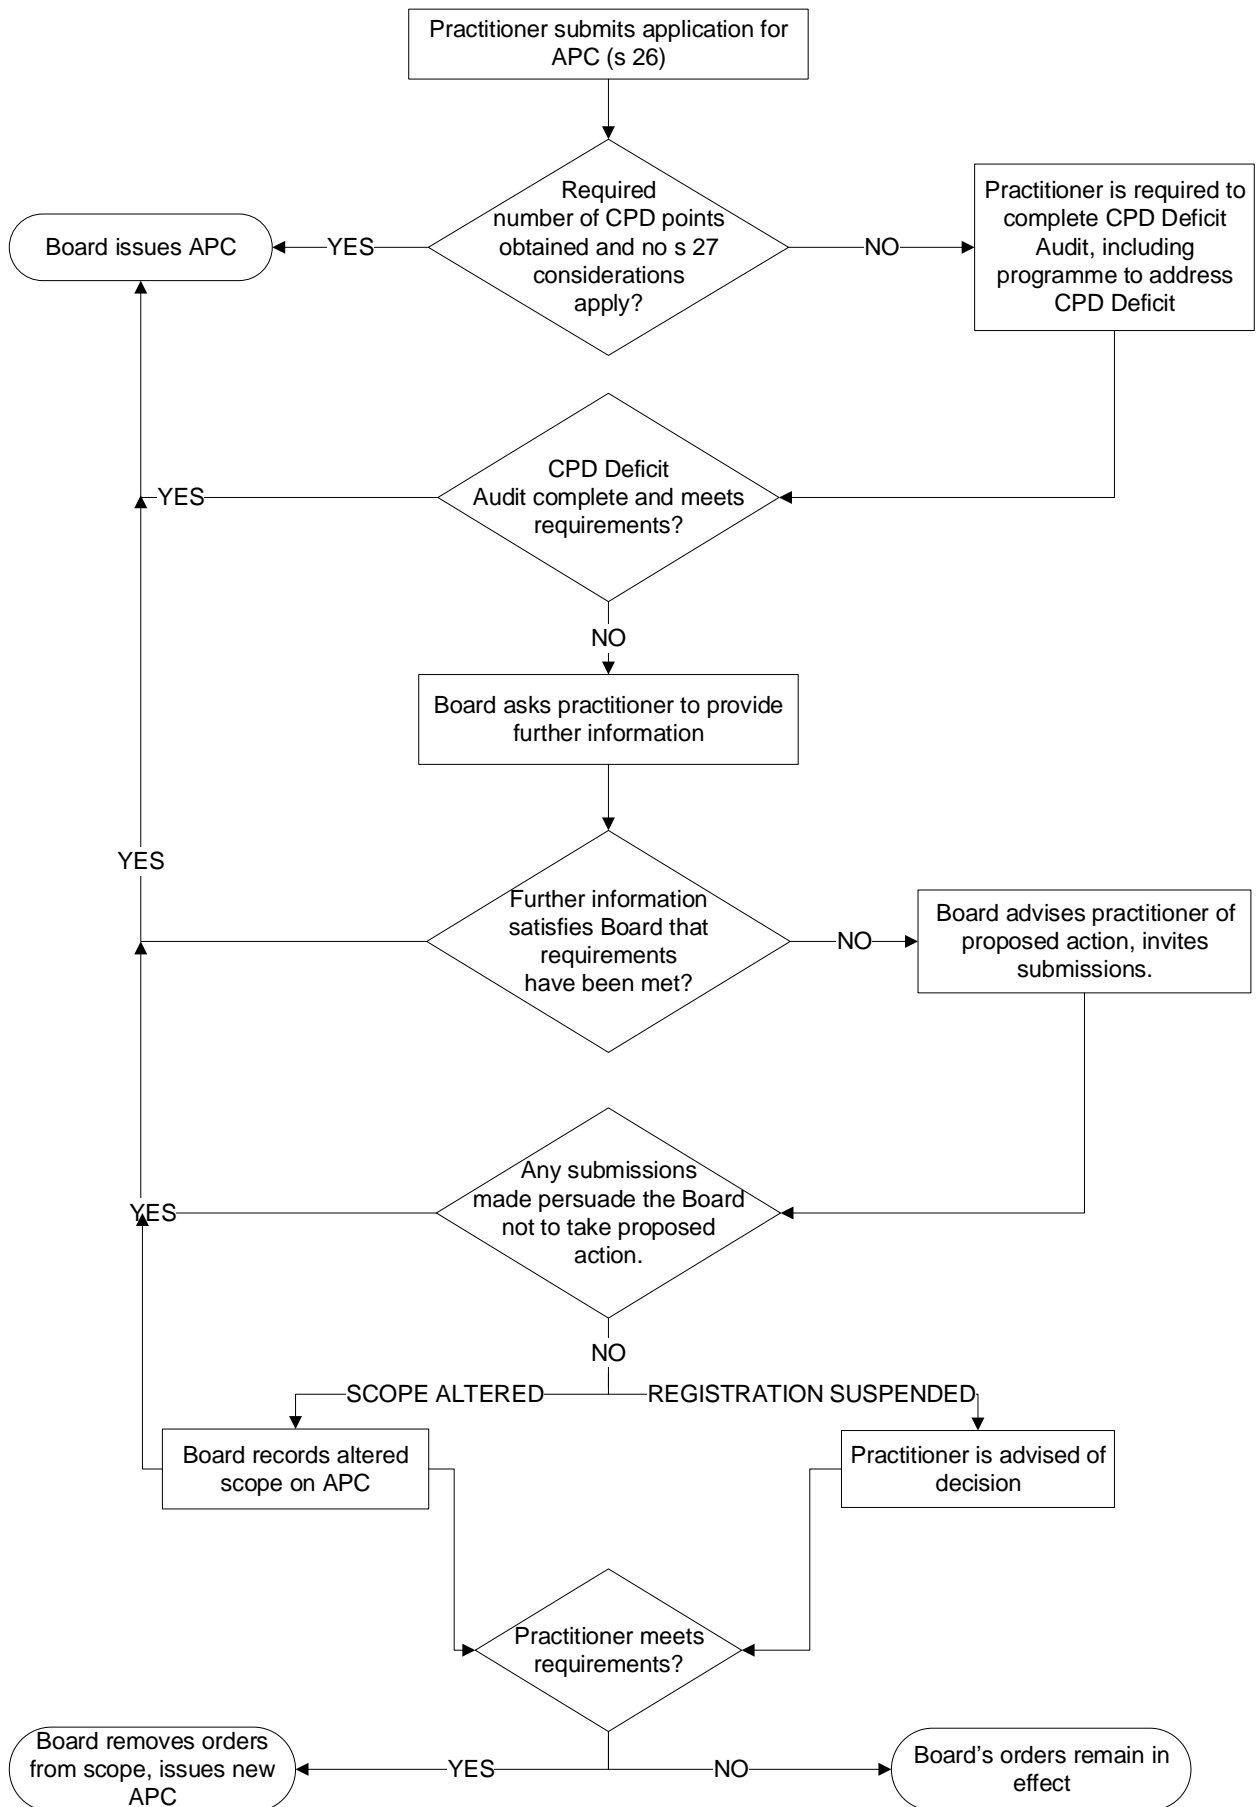 Practitioner submits application for
APC (s 26)
Required
number of CPD points
obtained and no s 27
considerations
apply?
YES
Board issues APC
NO
Practitioner is required to
complete CPD Deficit
Audit, including
programme to address
CPD Deficit
CPD Deficit
Audit complete and meets
requirements?
YES
NO
Board asks practitioner to provide
further information
Further information
satisfies Board that
requirements
have been met?
YES
NO
Board advises practitioner of
proposed action, invites
submissions.
Any submissions
made persuade the Board
not to take proposed
action.
YES
NO
SCOPE ALTERED
REGISTRATION SUSPENDED
Board records altered
scope on APC
Practitioner is advised of
decision
Practitioner meets
requirements?
YES
NO
Board removes orders
from scope, issues new
APC
Board’s orders remain in
effect